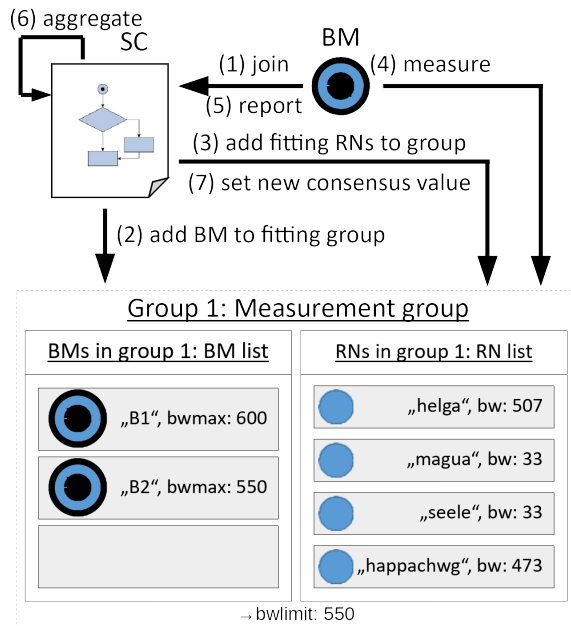 (6) aggregate
SC
BM
(1) join
(4) measure
(5) report
(3) add fitting RNs to group
(7) set new consensus value
(2) add BM to fitting group
Group 1: Measurement group
BMs in group 1: BM list
RNs in group 1: RN list
„B1“, bwmax: 600
„B2“, bwmax: 550
„helga“, bw: 507
„magua“, bw: 33
„seele“, bw: 33
„happachwg“, bw: 473
→bwlimit: 550